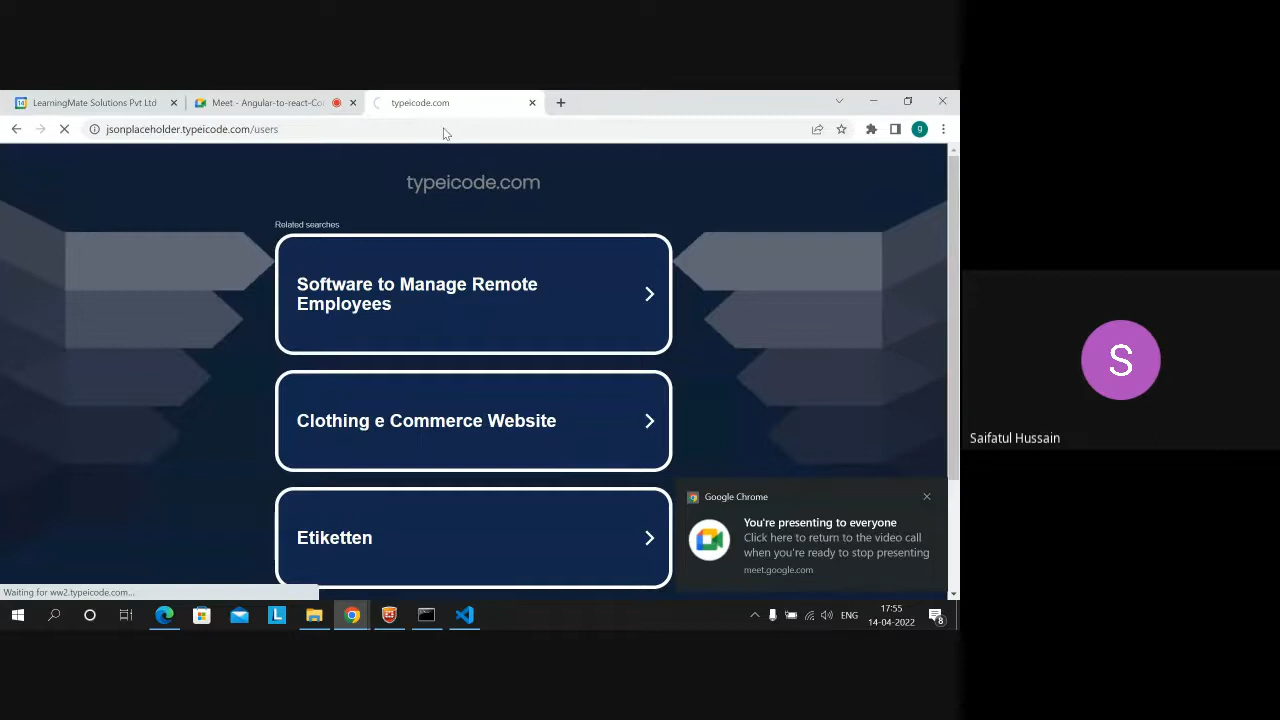 LearningMate Solutions Pvt Ltd
Meet - Angular-to-react-Co
typeicode.com
jsonplaceholder.typeicode.com/users
g
typeicode.com
Related searches
Software to Manage Remote
Employees
Clothing e Commerce Website
Etiketten
Google Chrome
You're presenting to everyone
Click here to return to the video call
when you're ready to stop presenting
meet.google.com
Waiting for ww2.typeicode.com...
L
ENG
17:55
14-04-2022
8
S
Saifatul Hussain